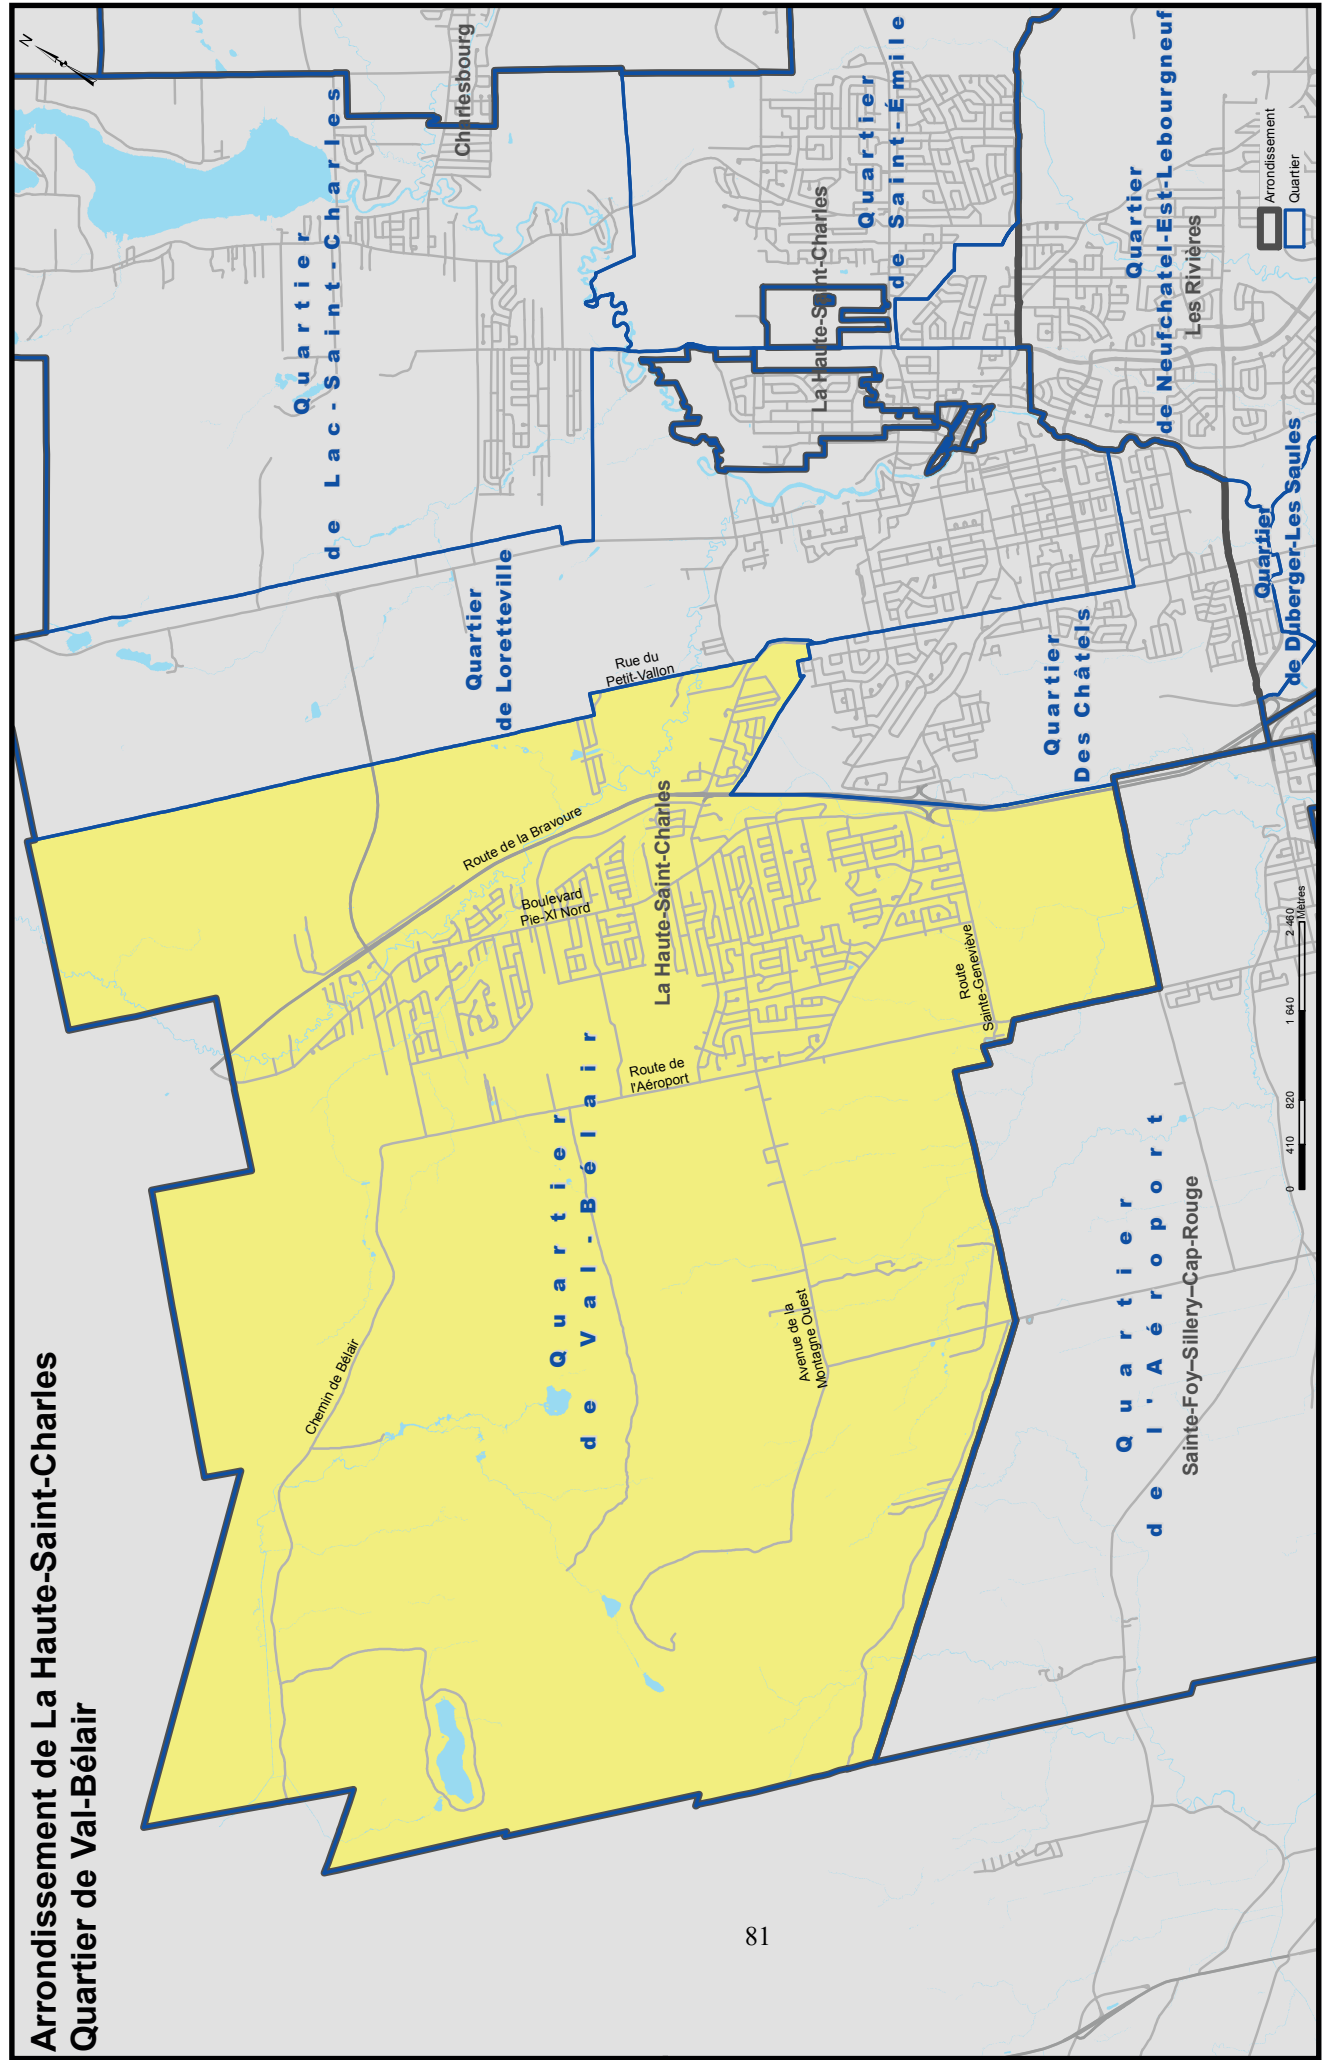 Arrondissement de La Haute-Saint-Charles
Quartier de Val-Bélair
N
Charlesbourg
Quartier
de Lac-Saint-Charles
Quartier
de Saint-Émile
La Haute-Saint-Charles
Quartier
de Neufchatel-Est-Lebourgneuf
Les Rivières
Arrondissement
Quartier
Quartier
de Duberger-Les Saules
Quartier
de Loretteville
Quartier
Des Châtels
Rue du
Petit-Vallon
Route de la Bravoure
Boulevard
Pie-XI Nord
La Haute-Saint-Charles
Route
Sainte-Geneviève
Route de
l'Aéroport
Quartier
de Val-Bélair
Chemin de Bélair
Avenue de la
Montagne Ouest
Quartier
de l'Aéroport
Sainte-Foy–Sillery–Cap-Rouge
0 410 820 1 640 2 460
Mètres
81